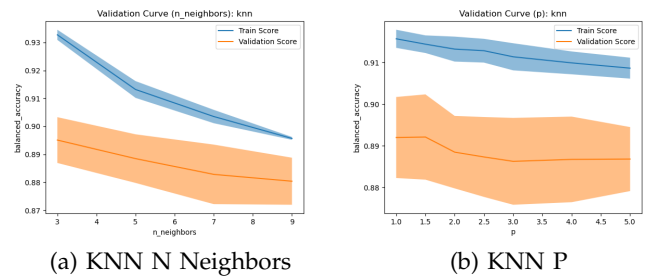 Validation Curve (n_neighbors): knn
Train Score
Validation Score
balanced_accuracy
0.93
0.92
0.91
0.90
0.89
0.88
0.87
3 4 5 6 7 8 9
n_neighbors
(a) KNN N Neighbors
Validation Curve (p): knn
Train Score
Validation Score
balanced_accuracy
0.91
0.90
0.89
0.88
1.0 1.5 2.0 2.5 3.0 3.5 4.0 4.5 5.0
p
(b) KNN P